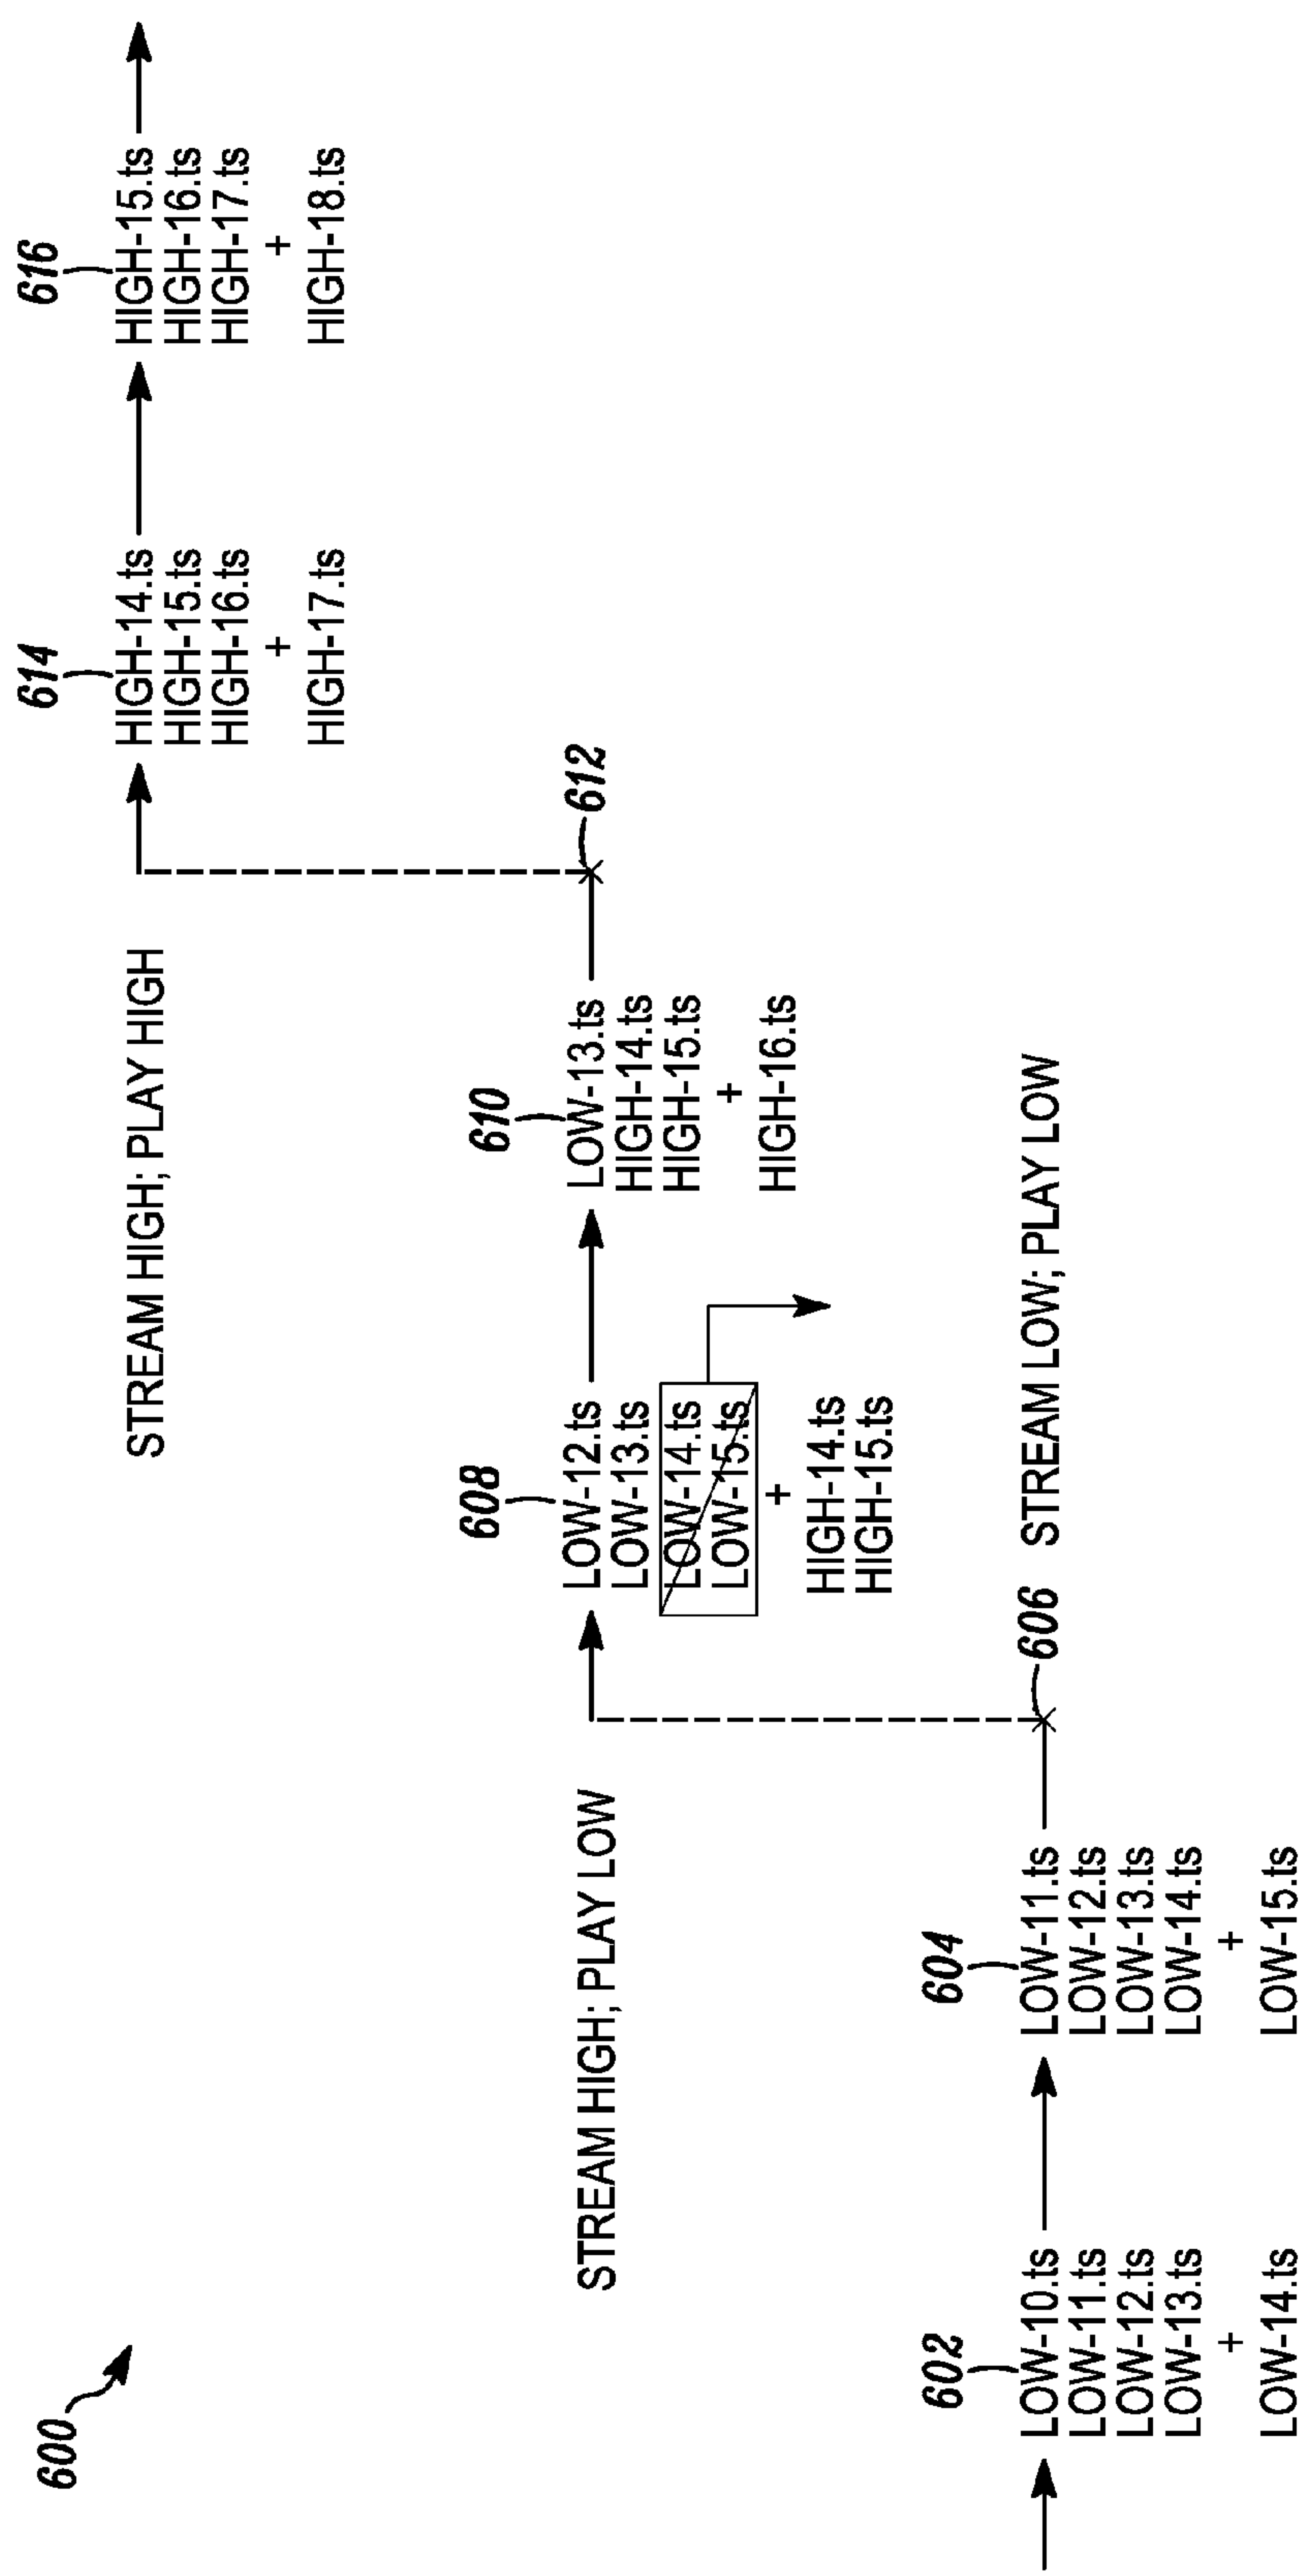 600
STREAM HIGH; PLAY HIGH
614
HIGH-14.ts
HIGH-15.ts
HIGH-16.ts
+
HIGH-17.ts
616
HIGH-15.ts
HIGH-16.ts
HIGH-17.ts
+
HIGH-18.ts
STREAM HIGH; PLAY LOW
608
LOW-12.ts
LOW-13.ts
LOW-14.ts
LOW-15.ts
+
HIGH-14.ts
HIGH-15.ts
610
LOW-13.ts
HIGH-14.ts
HIGH-15.ts
+
HIGH-16.ts
612
602
LOW-10.ts
LOW-11.ts
LOW-12.ts
LOW-13.ts
+
LOW-14.ts
604
LOW-11.ts
LOW-12.ts
LOW-13.ts
LOW-14.ts
+
LOW-15.ts
606
STREAM LOW; PLAY LOW